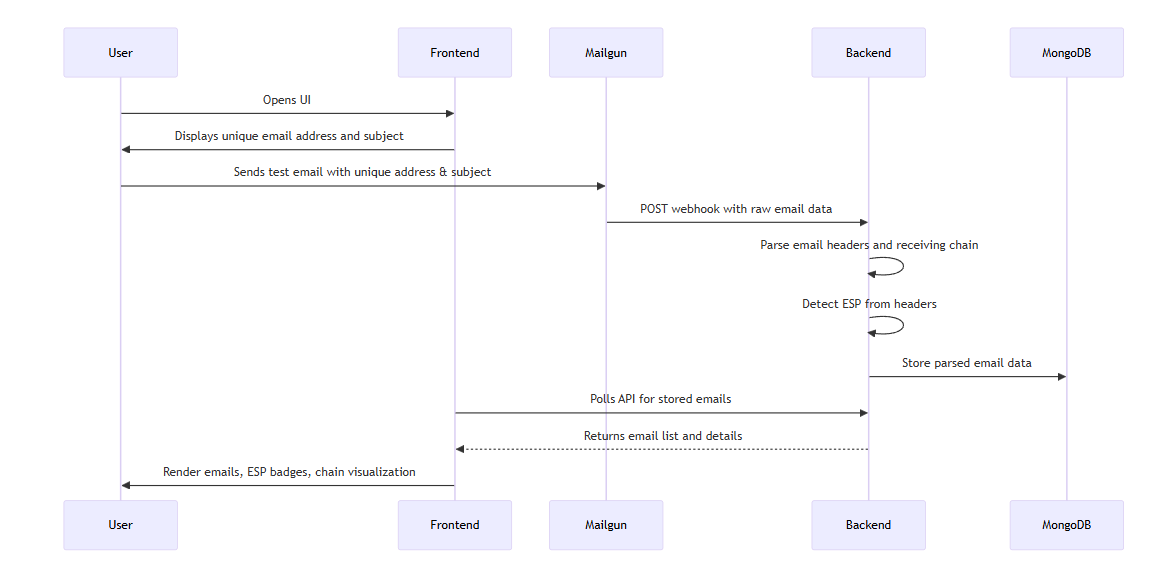 User
Frontend
Mailgun
Backend
MongoDB
Opens UI
Displays unique email address and subject
Sends test email with unique address & subject
POST webhook with raw email data
Parse email headers and receiving chain
Detect ESP from headers
Store parsed email data
Polls API for stored emails
Returns email list and details
Render emails, ESP badges, chain visualization
User
Frontend
Mailgun
Backend
MongoDB